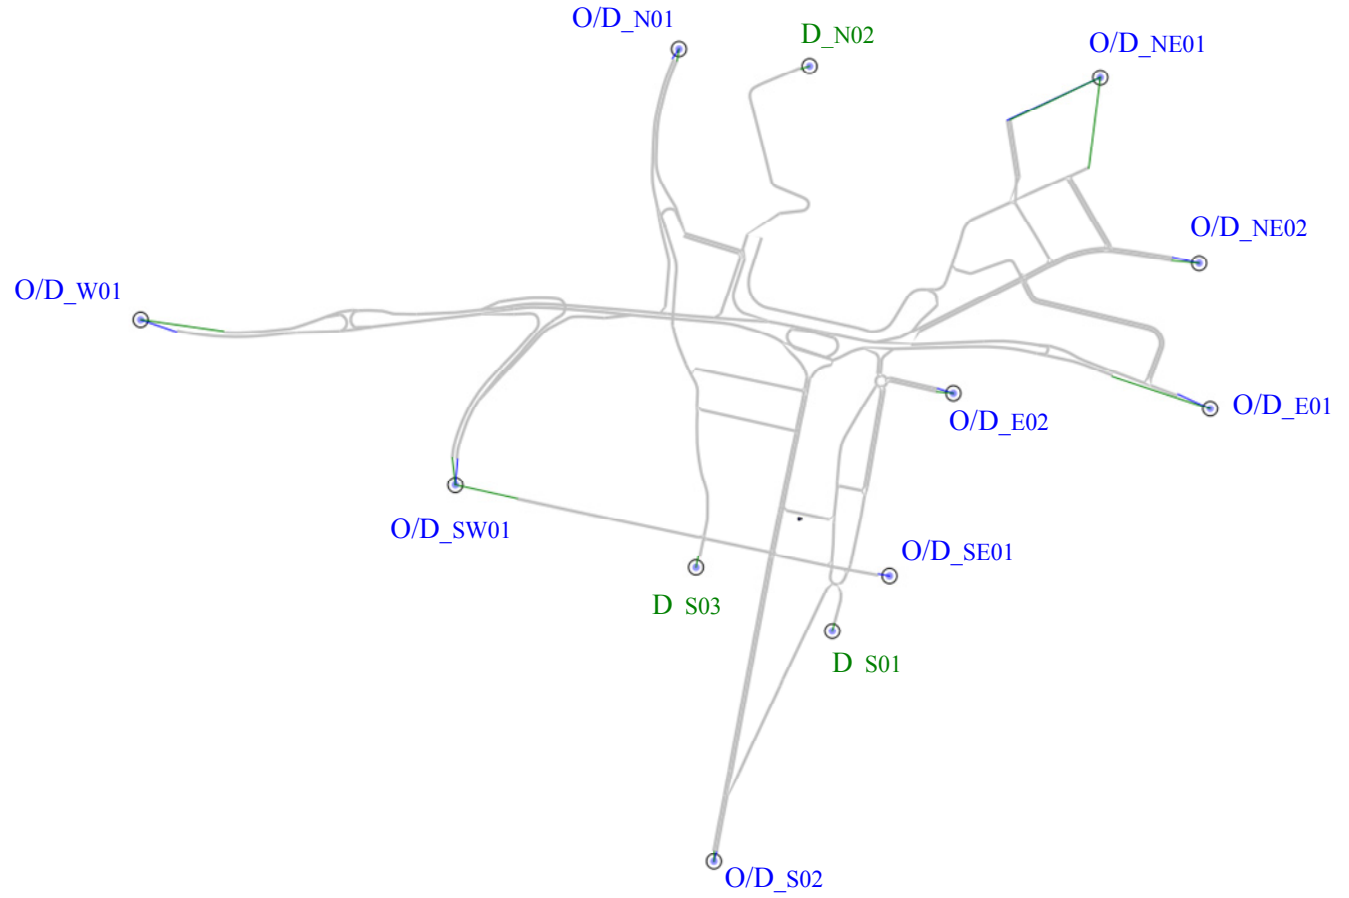 O/D_N01
D_N02
O/D_NE01
O/D_NE02
O/D_W01
O/D_E01
O/D_E02
O/D_SW01
O/D_SE01
D S03
D S01
O/D_S02